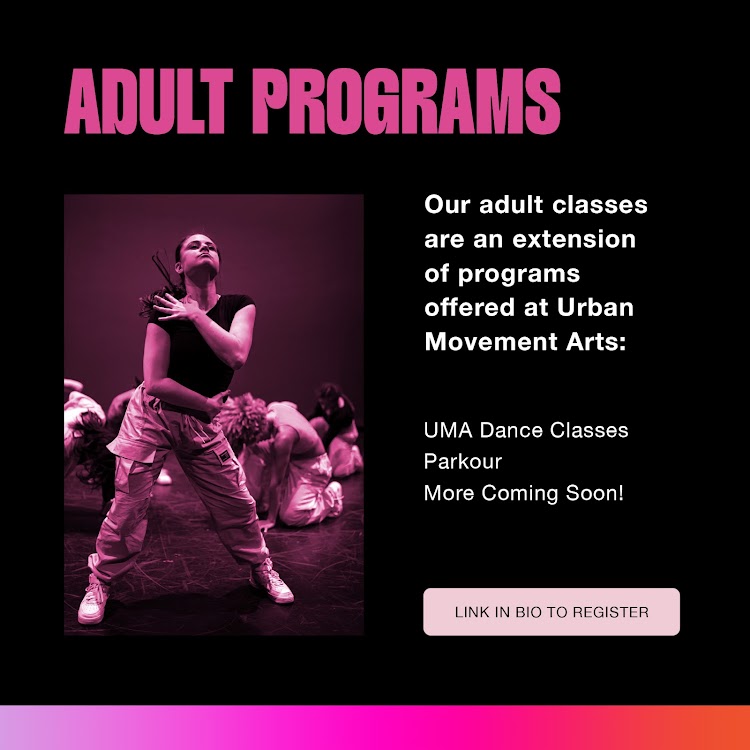 ADULT PROGRAMS
Our adult classes
are an extension
of programs
offered at Urban
Movement Arts:
UMA Dance Classes
Parkour
More Coming Soon!
LINK IN BIO TO REGISTER